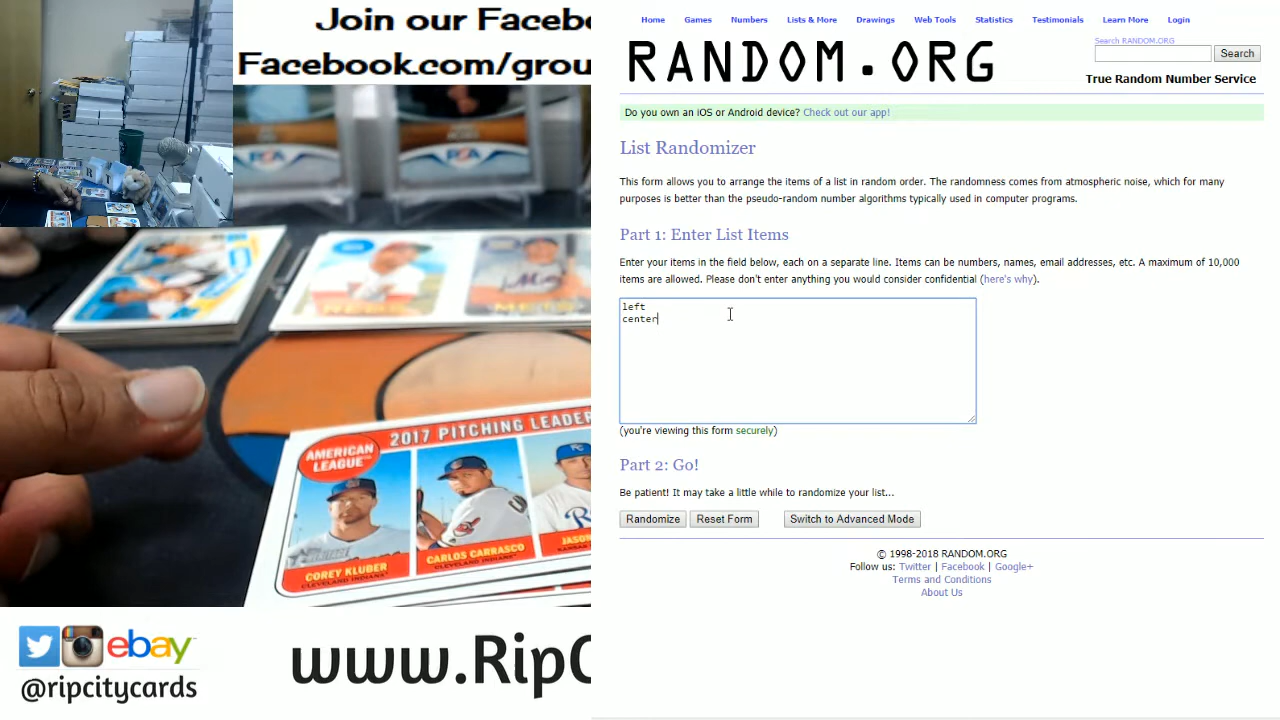 Join our Facebo
Facebook.com/grou
2017 PITCHING LEADER
AMERICAN
LEAGUE
COREY KLUBER
CLEVELAND INDIANS
CARLOS CARRASCO
CLEVELAND INDIANS
JASON
ebay
@ripcitycards
www.RipC
Home Games Numbers Lists & More Drawings Web Tools Statistics Testimonials Learn More Login
RANDOM.ORG
Search RANDOM.ORG
Search
True Random Number Service
Do you own an iOS or Android device? Check out our app!
List Randomizer
This form allows you to arrange the items of a list in random order. The randomness comes from atmospheric noise, which for many
purposes is better than the pseudo-random number algorithms typically used in computer programs.
Part 1: Enter List Items
Enter your items in the field below, each on a separate line. Items can be numbers, names, email addresses, etc. A maximum of 10,000
items are allowed. Please don't enter anything you would consider confidential (here's why).
left
center
(you're viewing this form securely)
Part 2: Go!
Be patient! It may take a little while to randomize your list...
Randomize Reset Form Switch to Advanced Mode
© 1998-2018 RANDOM.ORG
Follow us: Twitter | Facebook | Google+
Terms and Conditions
About Us